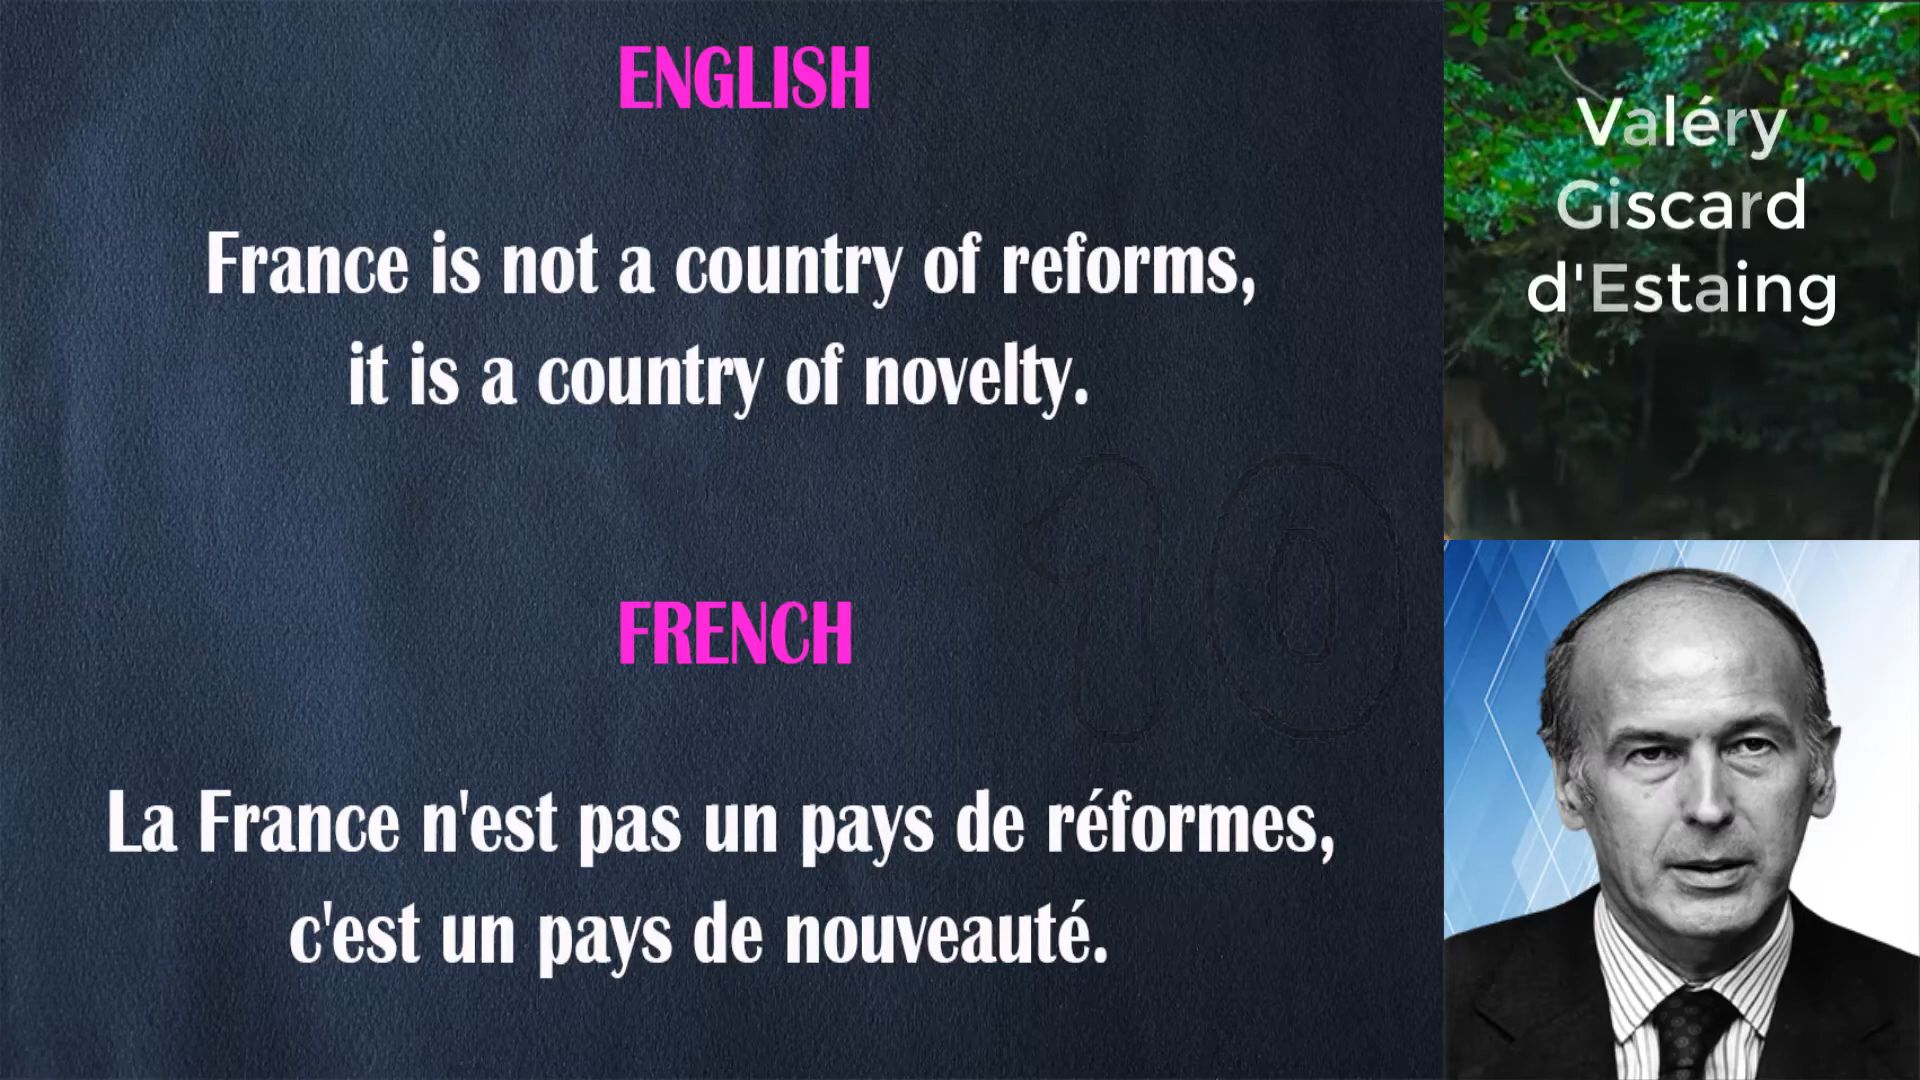 ENGLISH
France is not a country of reforms,
it is a country of novelty.
10
FRENCH
La France n'est pas un pays de réformes,
c'est un pays de nouveauté.
Valéry
Giscard
d'Estaing